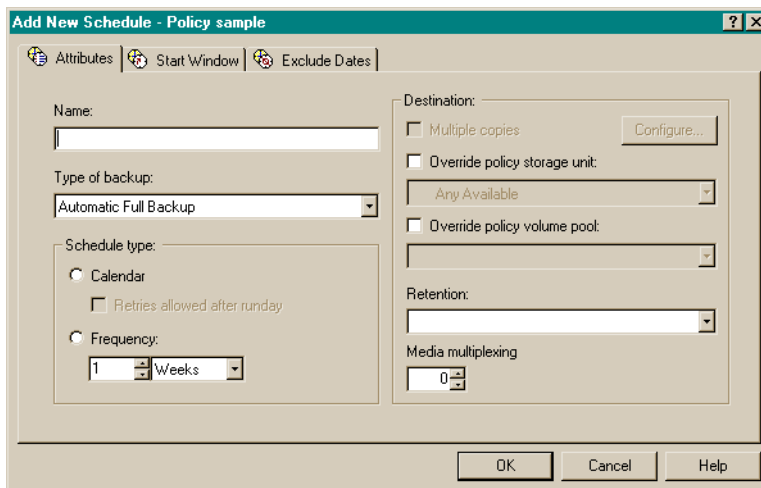 Add New Schedule - Policy sample
Attributes
Start Window
Exclude Dates
Name:
Type of backup:
Automatic Full Backup
Schedule type:
Calendar
Retries allowed after runday
Frequency:
1
Weeks
Destination:
Multiple copies
Configure...
Override policy storage unit:
Any Available
Override policy volume pool:
Retention:
Media multiplexing
0
OK
Cancel
Help